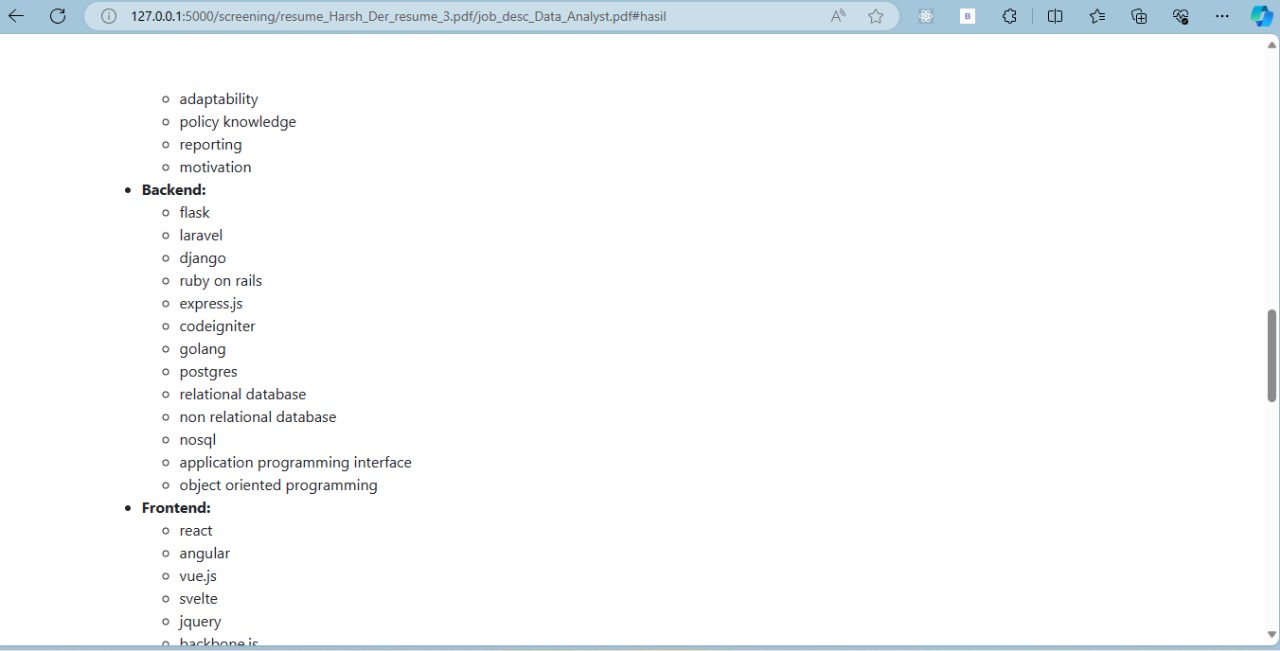 127.0.0.1:5000/screening/resume_Harsh_Der_resume_3.pdf/job_desc_Data_Analyst.pdf#hasil
adaptability
policy knowledge
reporting
motivation
Backend:
flask
laravel
django
ruby on rails
express.js
codeigniter
golang
postgres
relational database
non relational database
nosql
application programming interface
object oriented programming
Frontend:
react
angular
vue.js
svelte
jquery
backbone.js